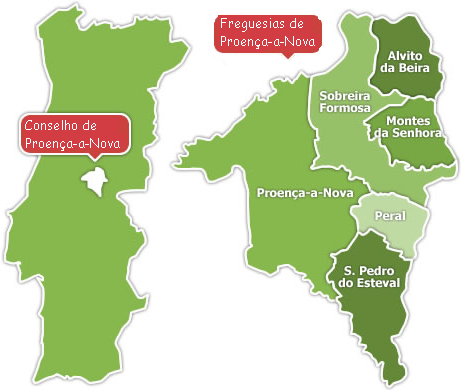 Conselho de
Proença-a-Nova
Freguesias de
Proença-a-Nova
Alvito
da Beira
Sobreira
Formosa
Montes
da Senhora
Proença-a-Nova
Peral
S. Pedro
do Esteval